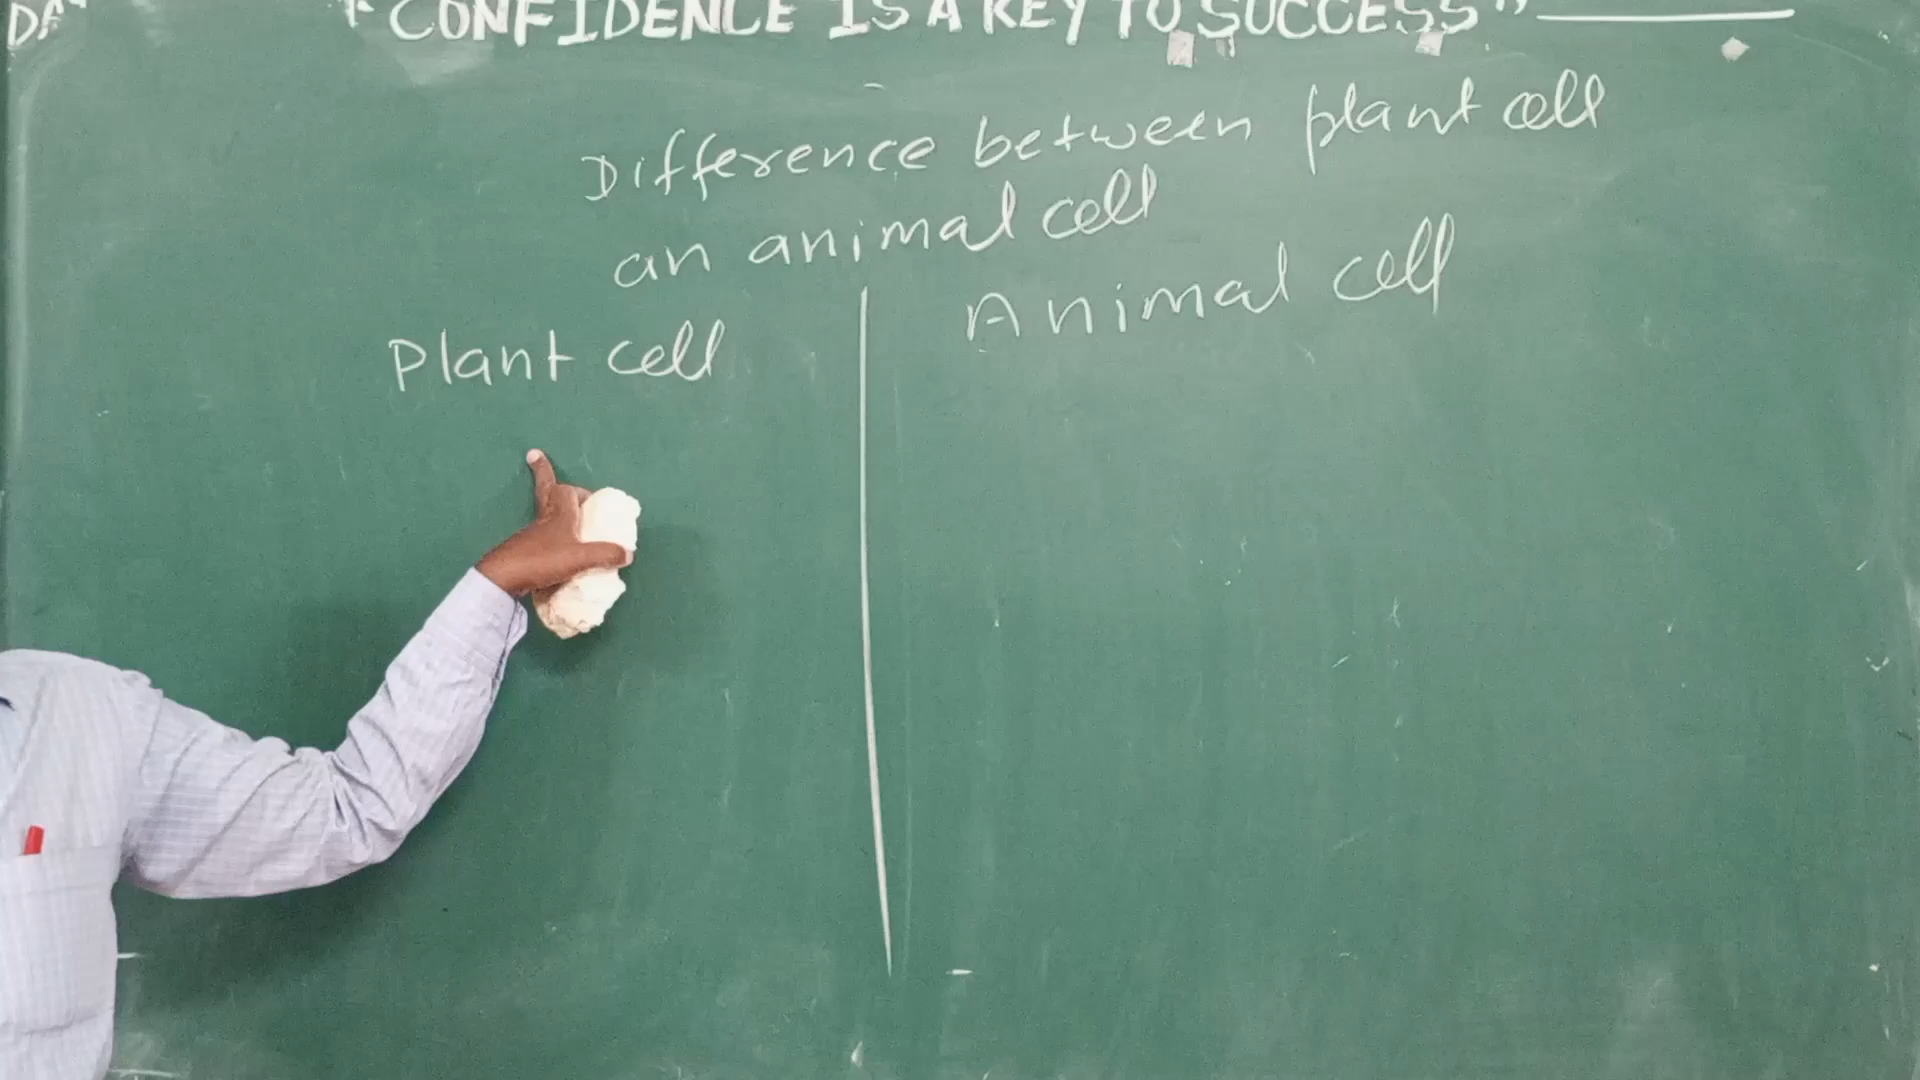 "CONFIDENCE IS A KEY TO SUCCESS"
Difference between plant cell
an animal cell
Plant cell
Animal cell